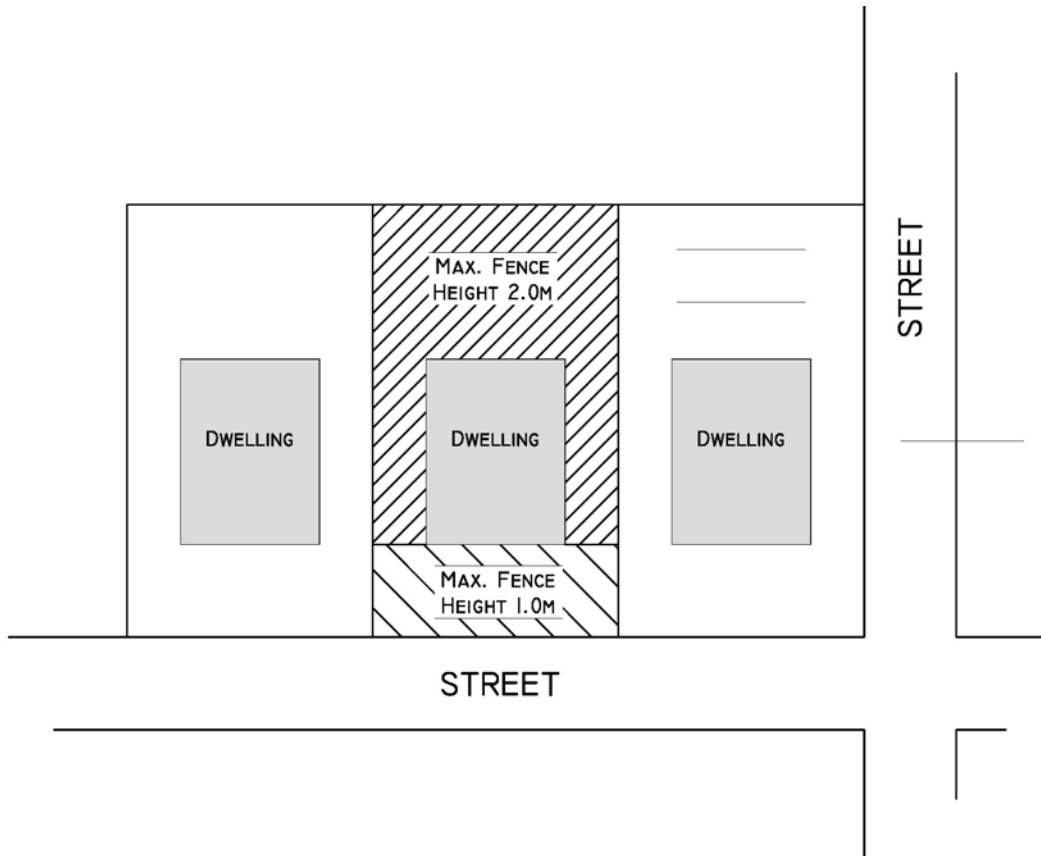 MAX. FENCE
HEIGHT 2.0M
STREET
DWELLING
DWELLING
DWELLING
MAX. FENCE
HEIGHT 1.0M
STREET